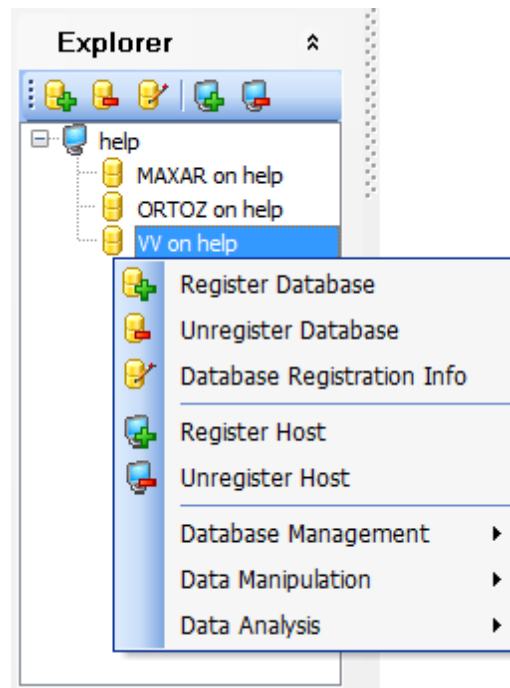 Explorer
help
MAXAR on help
ORTOZ on help
VV on help
Register Database
Unregister Database
Database Registration Info
Register Host
Unregister Host
Database Management
Data Manipulation
Data Analysis